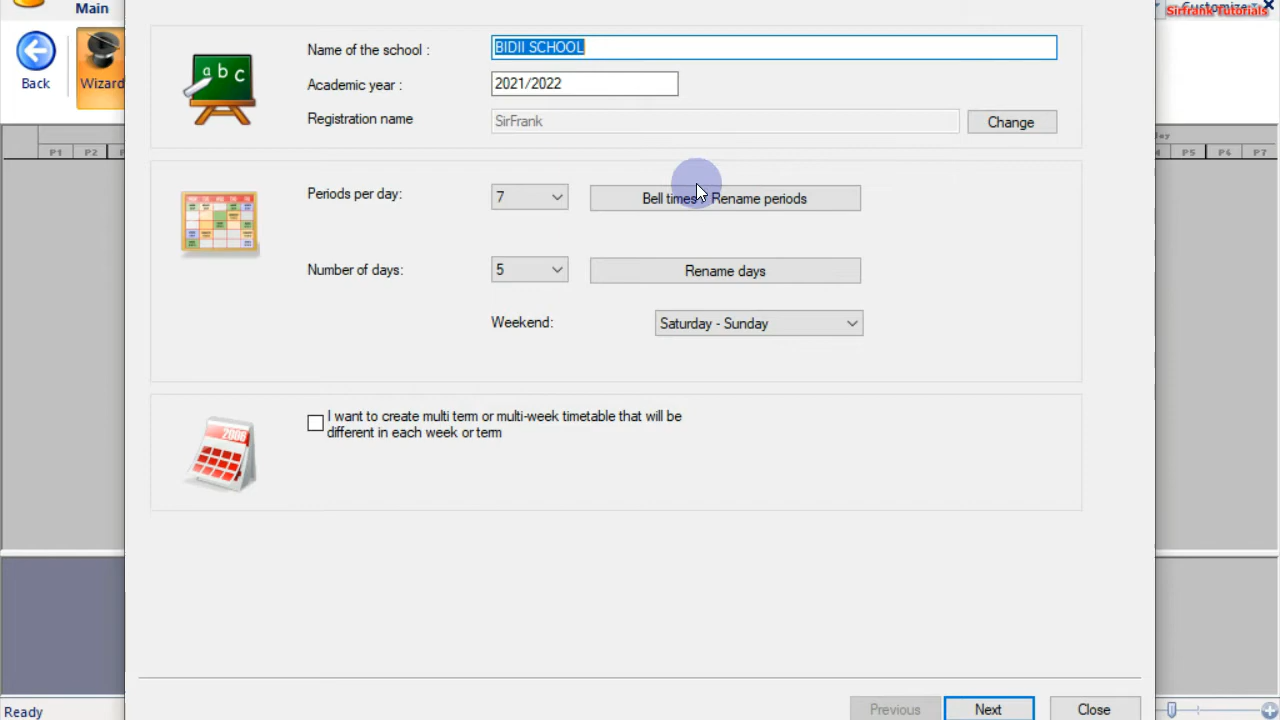 Main
Customize
Sirfrank Tutorials
Back
Wizard
Name of the school :
BIDII SCHOOL
Academic year :
2021/2022
Registration name
SirFrank
Change
P1
P2
P5
P6
P7
Periods per day:
7
Bell times Rename periods
Number of days:
5
Rename days
Weekend:
Saturday - Sunday
2000
I want to create multi term or multi-week timetable that will be
different in each week or term
Previous
Next
Close
Ready
a b c